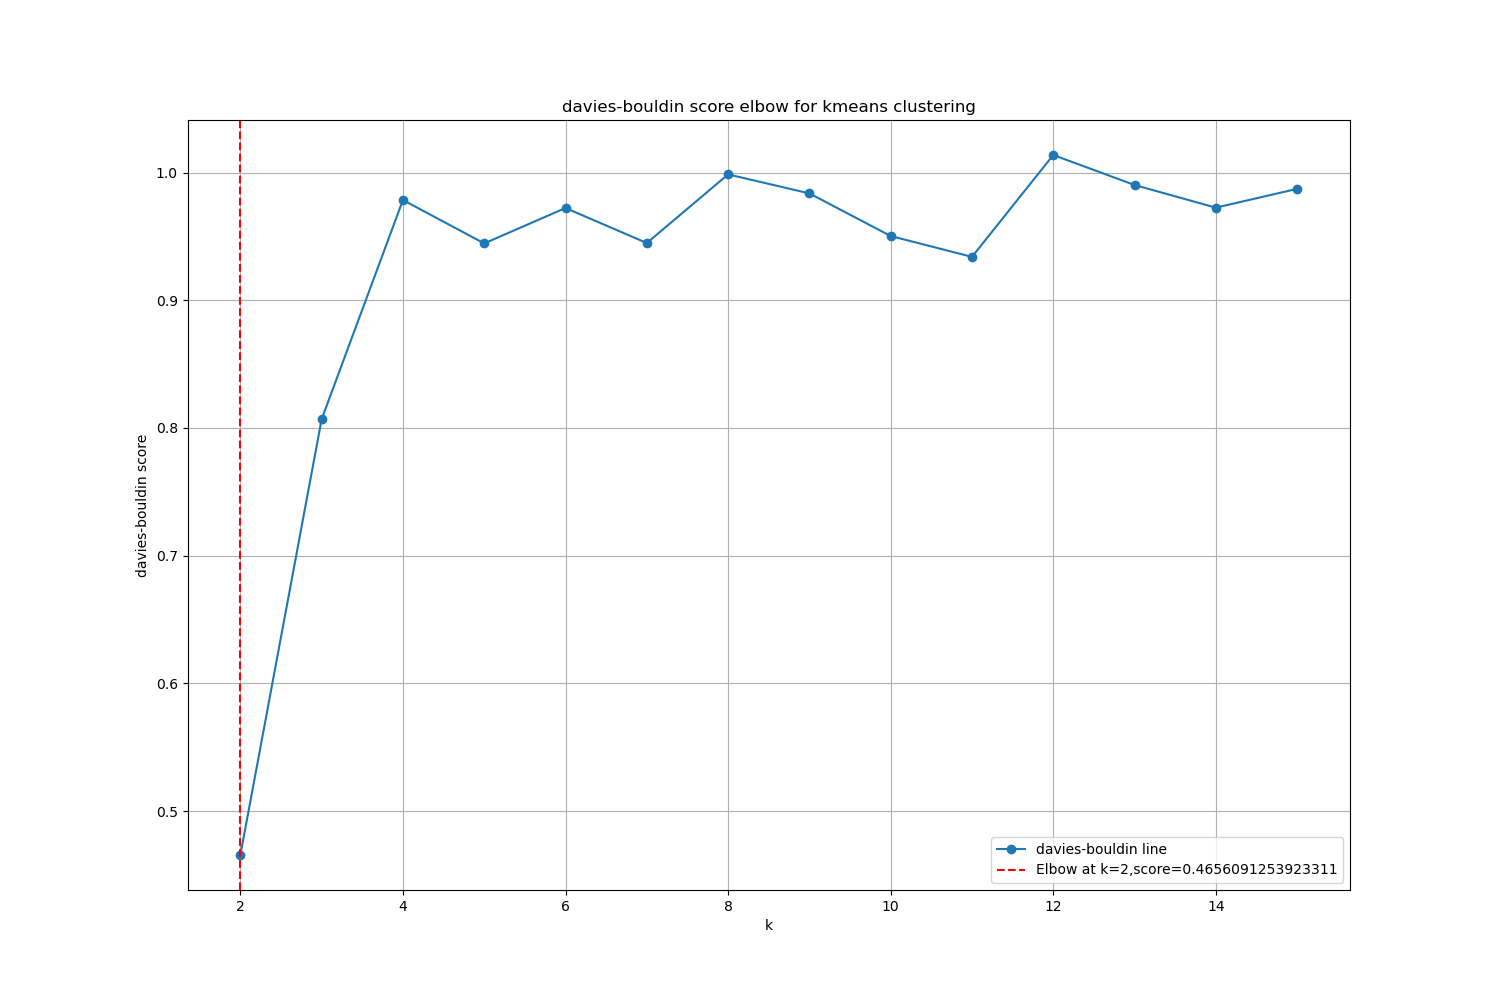 davies-bouldin score elbow for kmeans clustering
davies-bouldin score
1.0
0.9
0.8
0.7
0.6
0.5
davies-bouldin line
Elbow at k=2,score=0.4656091253923311
2 4 6 8 10 12 14
k